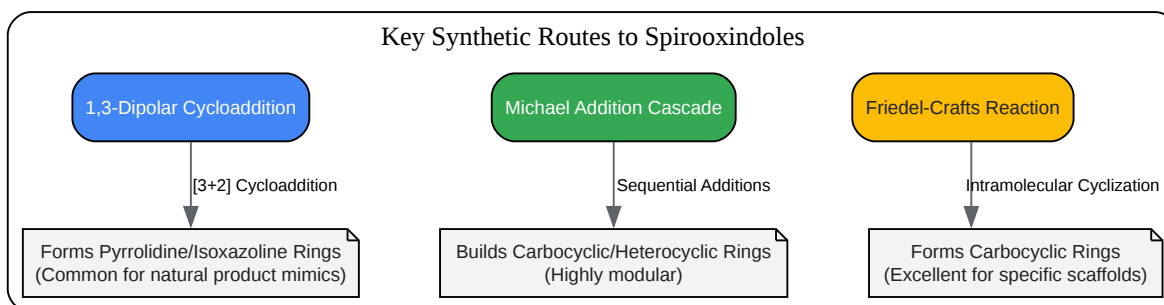 Key Synthetic Routes to Spirooxindoles
1,3-Dipolar Cycloaddition
Michael Addition Cascade
Friedel-Crafts Reaction
[3+2] Cycloaddition
Sequential Additions
Intramolecular Cyclization
Forms Pyrrolidine/Isoxazoline Rings
(Common for natural product mimics)
Builds Carbocyclic/Heterocyclic Rings
(Highly modular)
Forms Carbocyclic Rings
(Excellent for specific scaffolds)